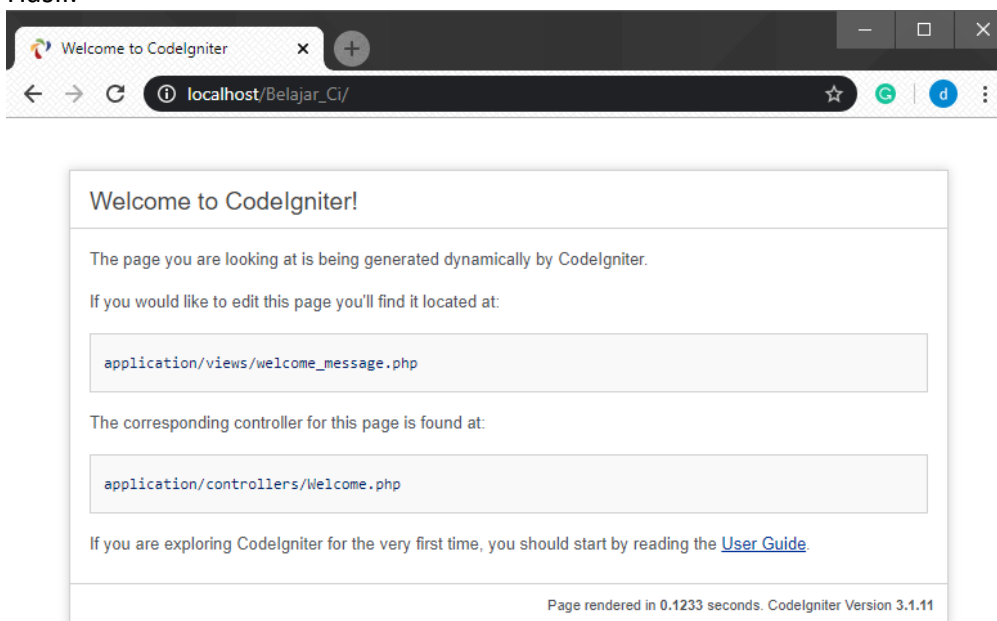 Welcome to CodeIgniter
localhost/Belajar_Ci/
d
Welcome to CodeIgniter!
The page you are looking at is being generated dynamically by CodeIgniter.
If you would like to edit this page you'll find it located at:
application/views/welcome_message.php
The corresponding controller for this page is found at:
application/controllers/Welcome.php
If you are exploring CodeIgniter for the very first time, you should start by reading the User Guide.
Page rendered in 0.1233 seconds. CodeIgniter Version 3.1.11